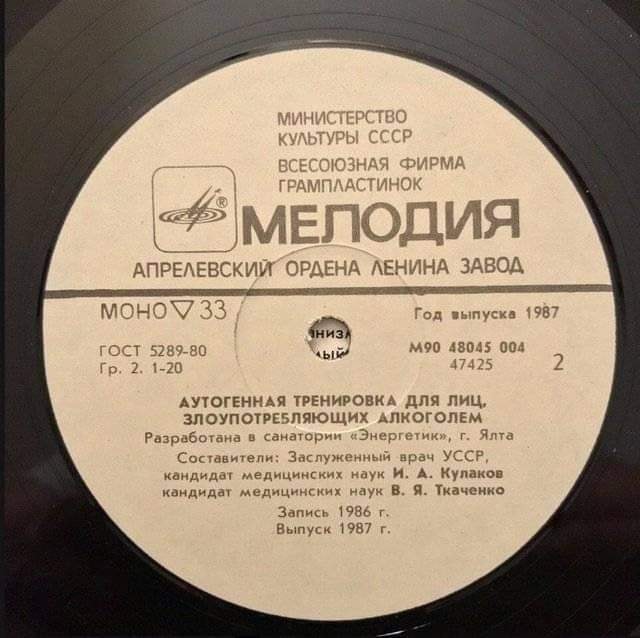 МИНИСТЕРСТВО
КУЛЬТУРЫ СССР
ВСЕСОЮЗНАЯ ФИРМА
ГРАМПЛАСТИНОК
®
МЕЛОДИЯ
АПРЕЛЕВСКИЙ ОРДЕНА ЛЕНИНА ЗАВОД
МОНО ▽ 33
Год выпуска 1987
ГОСТ 5289-80
Гр. 2. 1-20
М90 48045 004
47425
2
АУТОГЕННАЯ ТРЕНИРОВКА ДЛЯ ЛИЦ,
ЗЛОУПОТРЕБЛЯЮЩИХ АЛКОГОЛЕМ
Разработана в санатории «Энергетик», г. Ялта
Составители: Заслуженный врач УССР,
кандидат медицинских наук И. А. Кулаков
кандидат медицинских наук В. Я. Ткаченко
Запись 1986 г.
Выпуск 1987 г.